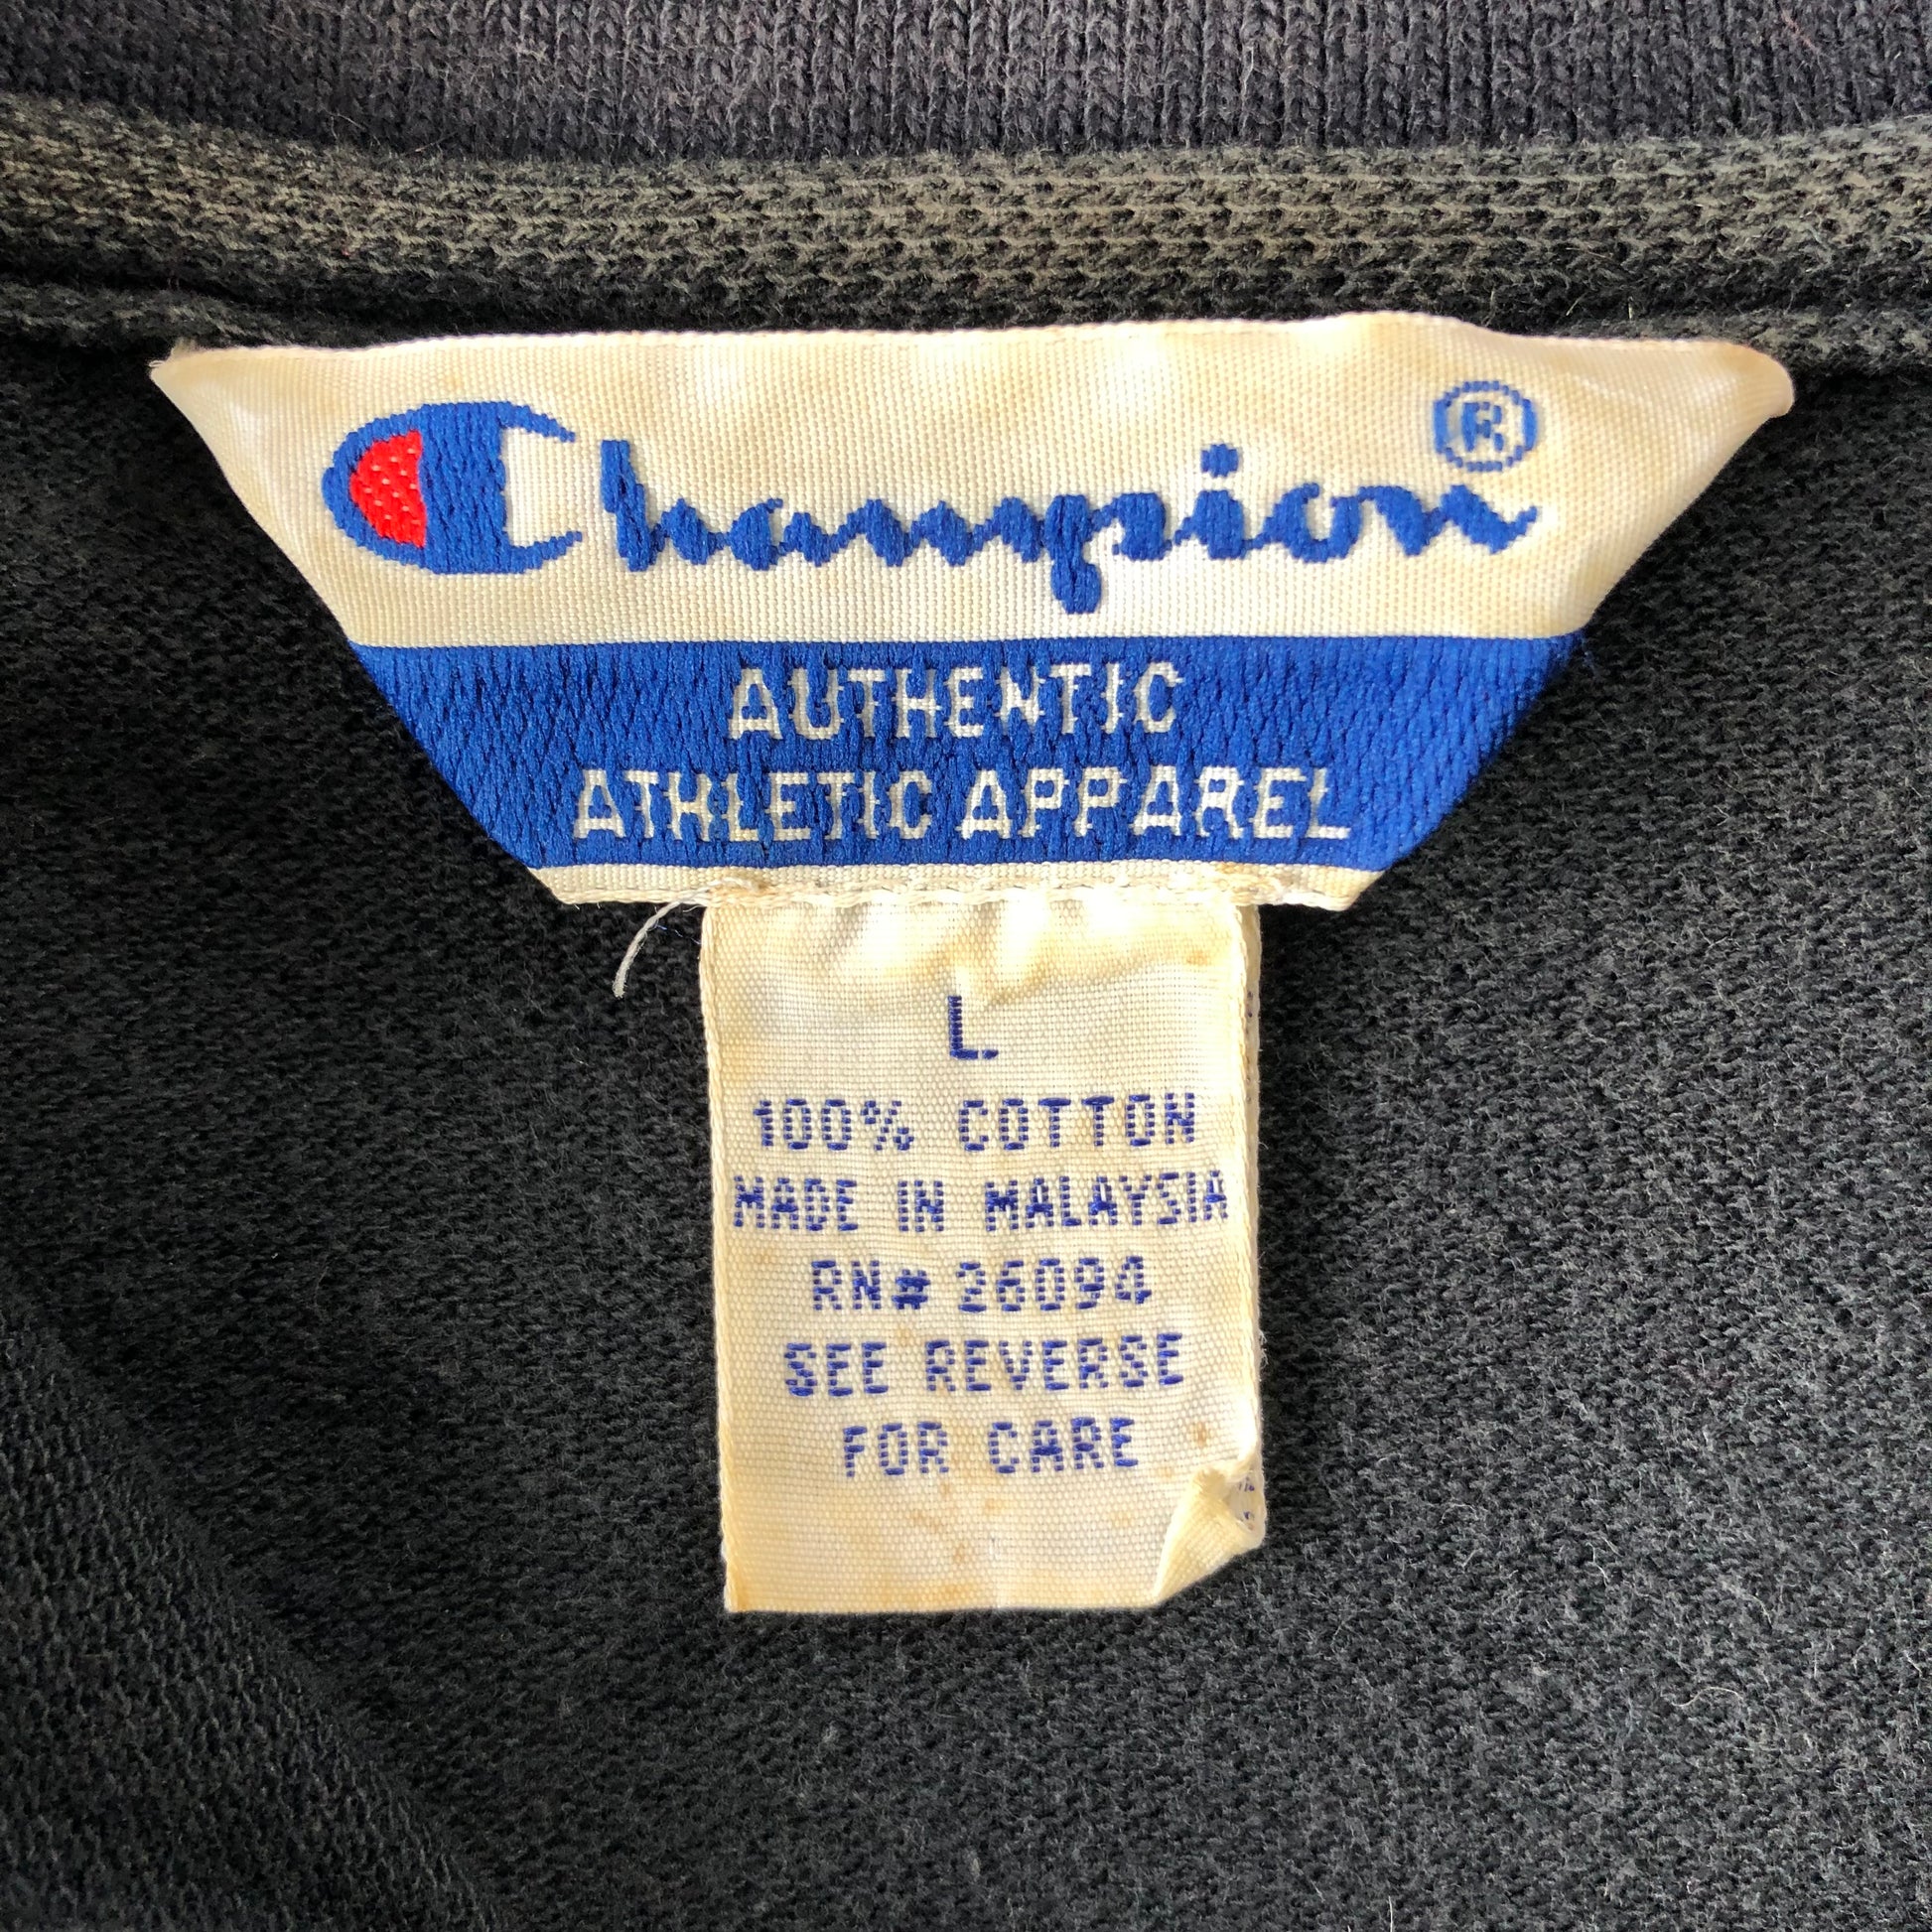 Champion®
AUTHENTIC
ATHLETIC APPAREL
L
100% COTTON
MADE IN MALAYSIA
RN# 26094
SEE REVERSE
FOR CARE